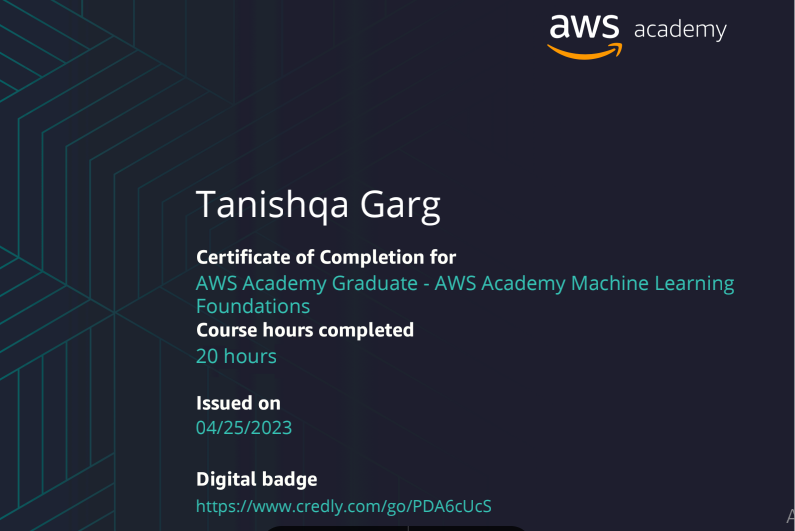 aws academy
Tanishqa Garg
Certificate of Completion for
AWS Academy Graduate - AWS Academy Machine Learning
Foundations
Course hours completed
20 hours
Issued on
04/25/2023
Digital badge
https://www.credly.com/go/PDA6cUcS